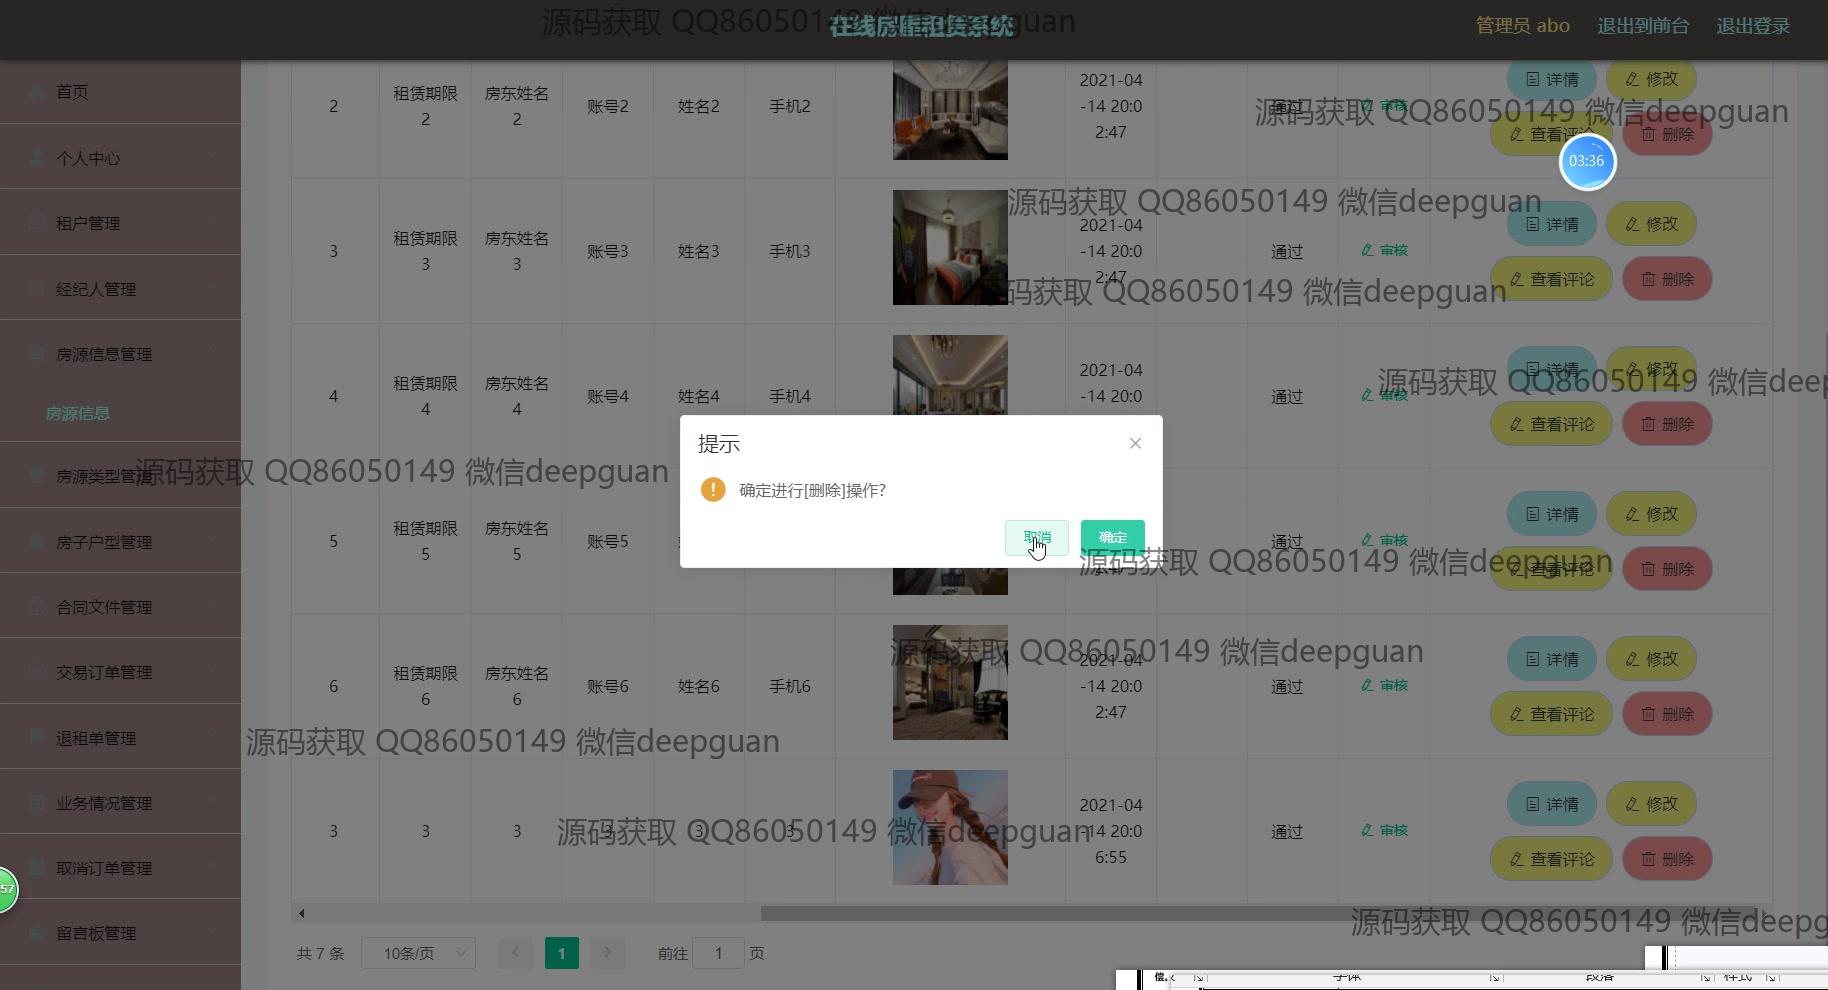 源码获取 QQ86050149 微信deepguan
在线房屋租赁系统
管理员 abo
退出到前台
退出登录
首页
个人中心
租户管理
经纪人管理
房源信息管理
房源信息
房源类型管理
房子户型管理
合同文件管理
交易订单管理
退租单管理
业务情况管理
取消订单管理
留言板管理
57
2
租赁期限
2
房东姓名
2
账号2
姓名2
手机2
2021-04
-14 20:0
2:47
通过
审核
详情
修改
查看评论
删除
源码获取 QQ86050149 微信deepguan
03:36
源码获取 QQ86050149 微信deepguan
3
租赁期限
3
房东姓名
3
账号3
姓名3
手机3
2021-04
-14 20:0
2:47
通过
审核
详情
修改
查看评论
删除
码获取 QQ86050149 微信deepguan
4
租赁期限
4
房东姓名
4
账号4
姓名4
手机4
2021-04
-14 20:0
通过
审核
详情
修改
查看评论
删除
源码获取 QQ86050149 微信deep
源码获取 QQ86050149 微信deepguan
提示
确定进行[删除]操作?
取消
确定
5
租赁期限
5
房东姓名
5
账号5
通过
审核
详情
修改
查看评论
删除
源码获取 QQ86050149 微信deepguan
源码获取 QQ86050149 微信deepguan
6
租赁期限
6
房东姓名
6
账号6
姓名6
手机6
2021-04
-14 20:0
2:47
通过
审核
详情
修改
查看评论
删除
源码获取 QQ86050149 微信deepguan
3
3
3
3
3
3
2021-04
-14 20:0
6:55
通过
审核
详情
修改
查看评论
删除
源码获取 QQ86050149 微信deepguan
源码获取 QQ86050149 微信deepg
共 7 条
10条/页
1
前往
1
页
字体
段落
样式